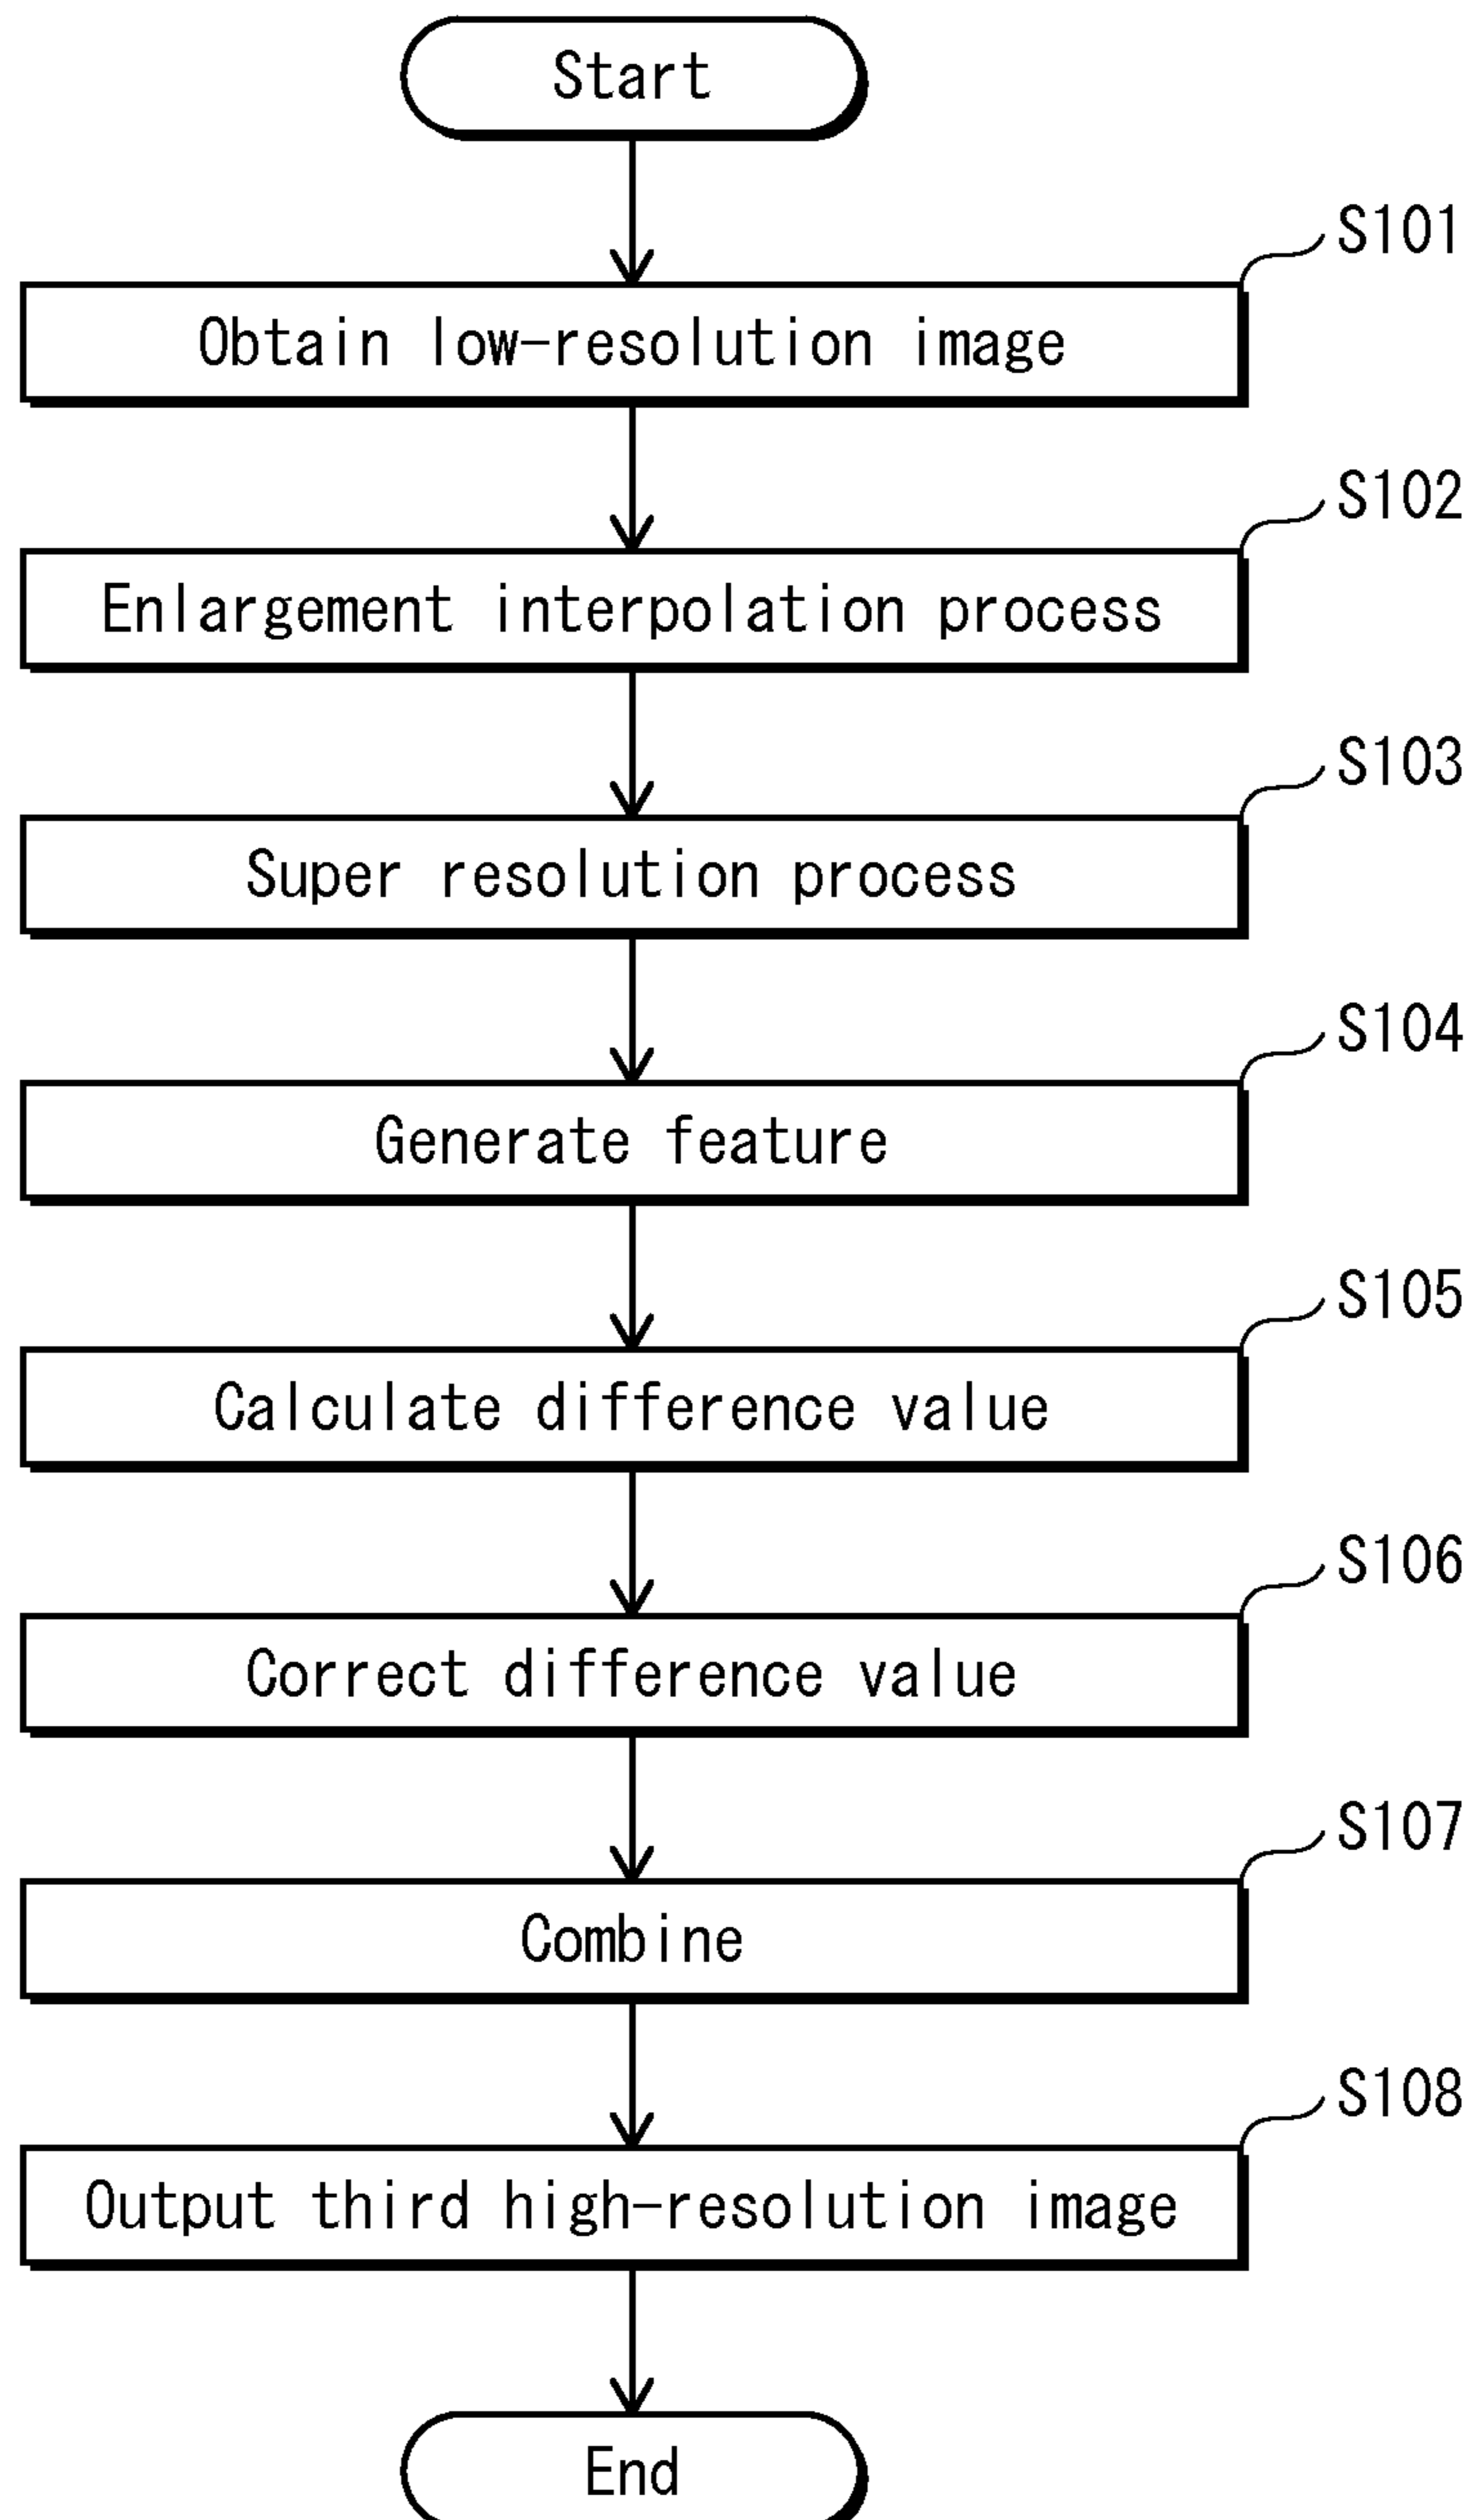 Start
S101
Obtain low-resolution image
S102
Enlargement interpolation process
S103
Super resolution process
S104
Generate feature
S105
Calculate difference value
S106
Correct difference value
S107
Combine
S108
Output third high-resolution image
End